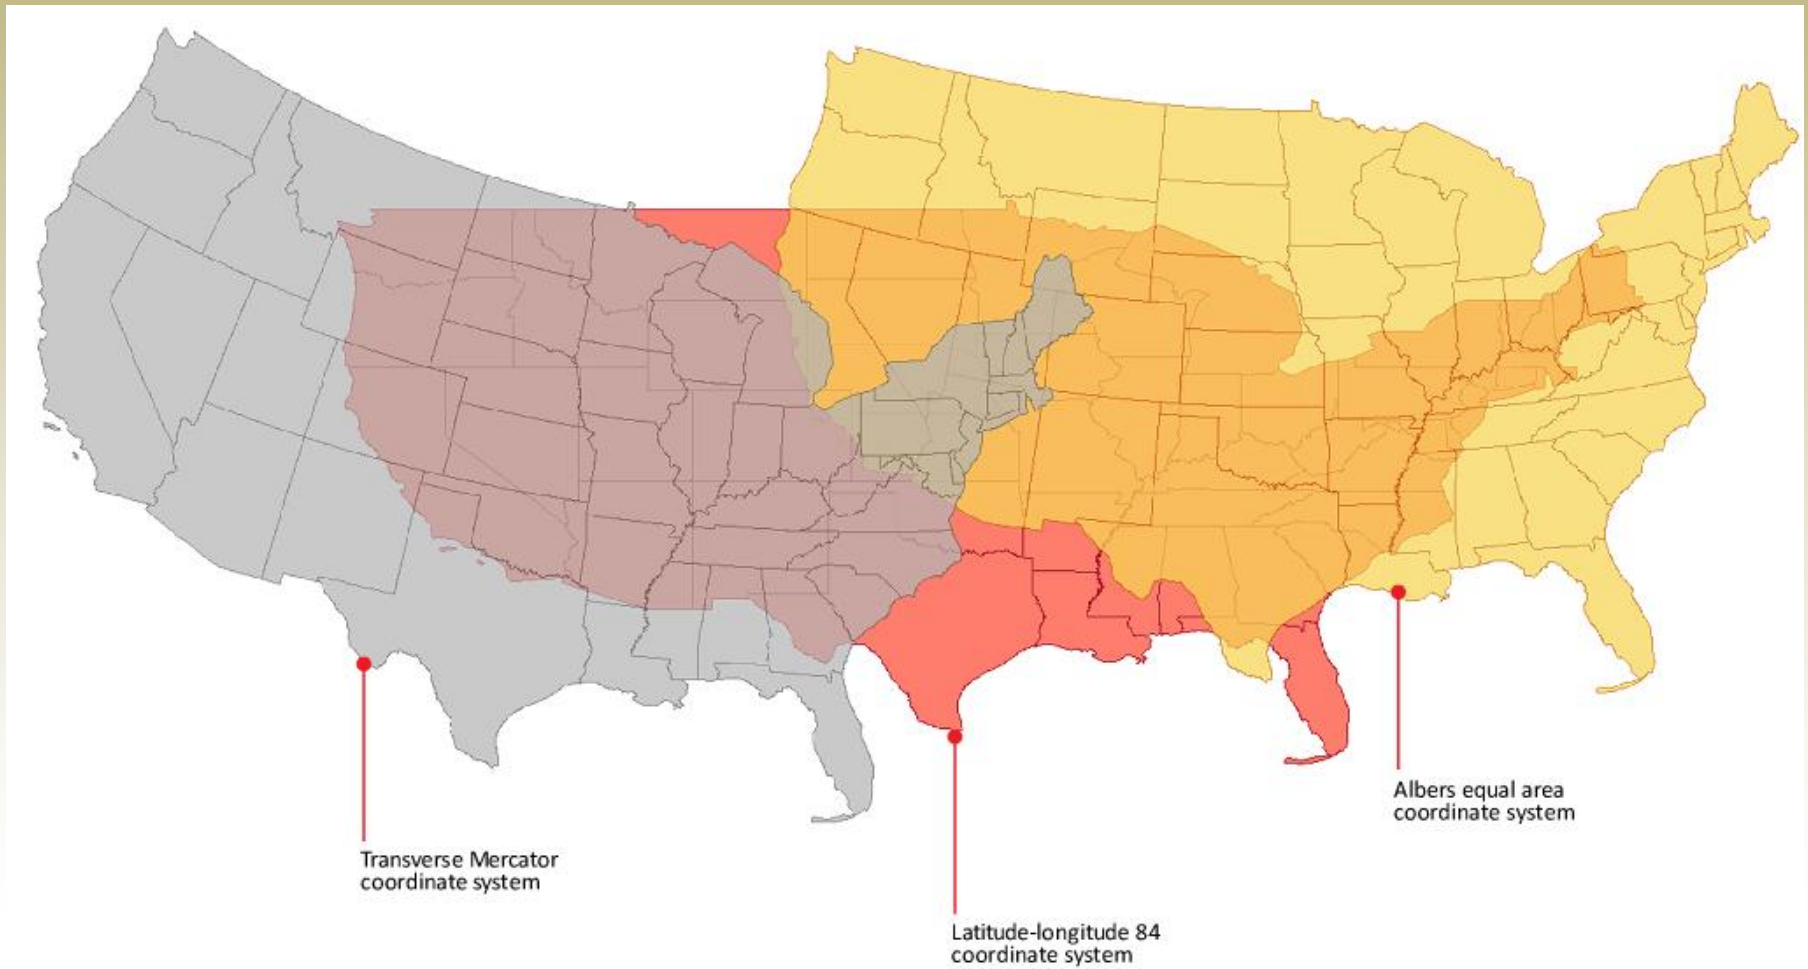 Transverse Mercator
coordinate system
Latitude-longitude 84
coordinate system
Albers equal area
coordinate system